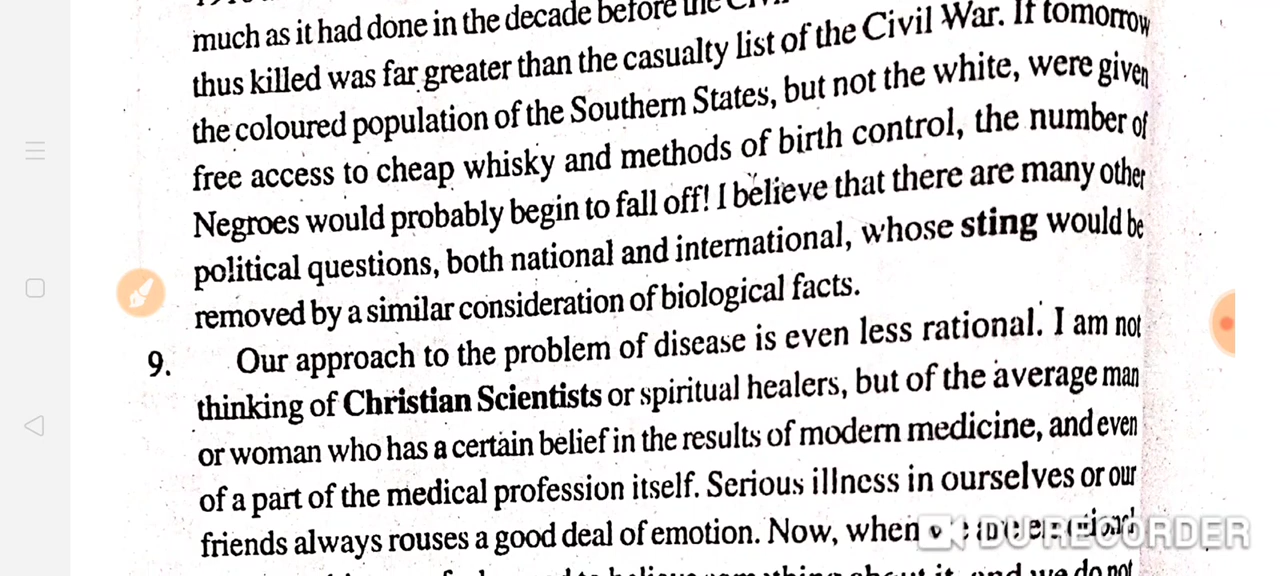 much as it had done in the decade before the
thus killed was far greater than the casualty list of the Civil War. If tomorrow
the coloured population of the Southern States, but not the white, were given
free access to cheap whisky and methods of birth control, the number of
Negroes would probably begin to fall off! I believe that there are many other
political questions, both national and international, whose sting would be
removed by a similar consideration of biological facts.
9. Our approach to the problem of disease is even less rational. I am not
thinking of Christian Scientists or spiritual healers, but of the average man
or woman who has a certain belief in the results of modern medicine, and even
of a part of the medical profession itself. Serious illness in ourselves or our
friends always rouses a good deal of emotion. Now, when
DU RECORDER
it, and we do not